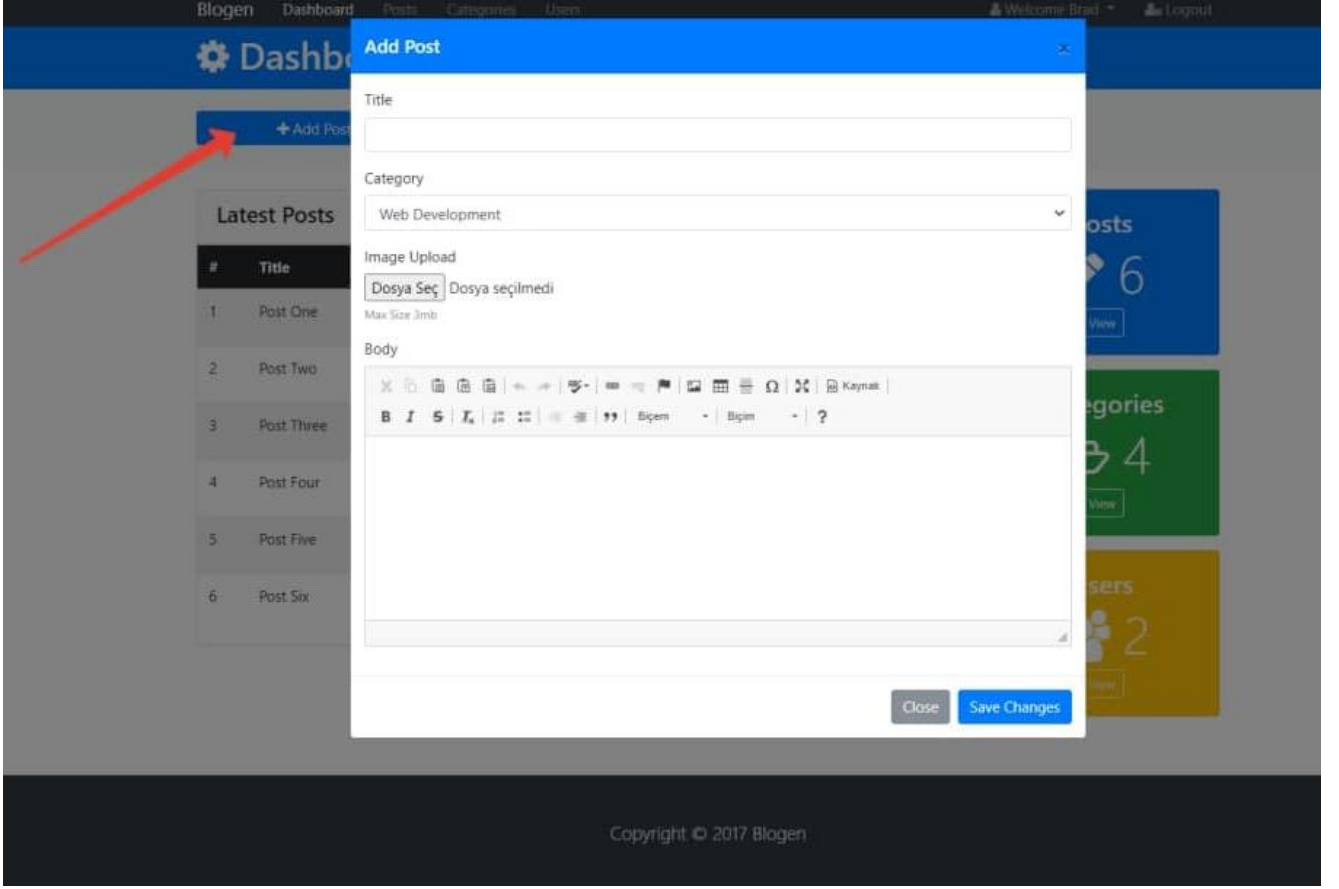 Blogen Dashboard Posts Categories Users Welcome Brad Logout
Dashbo
Add Post ×
+ Add Post
Title
Category
Web Development
Image Upload
Dosya Seç Dosya seçilmedi
Max Size 3mb
Body
Kaynak
B I S Biçem Biçim ?
Latest Posts
# Title
1 Post One
2 Post Two
3 Post Three
4 Post Four
5 Post Five
6 Post Six
osts
6
View
egories
4
View
sers
2
View
Close Save Changes
Copyright © 2017 Blogen